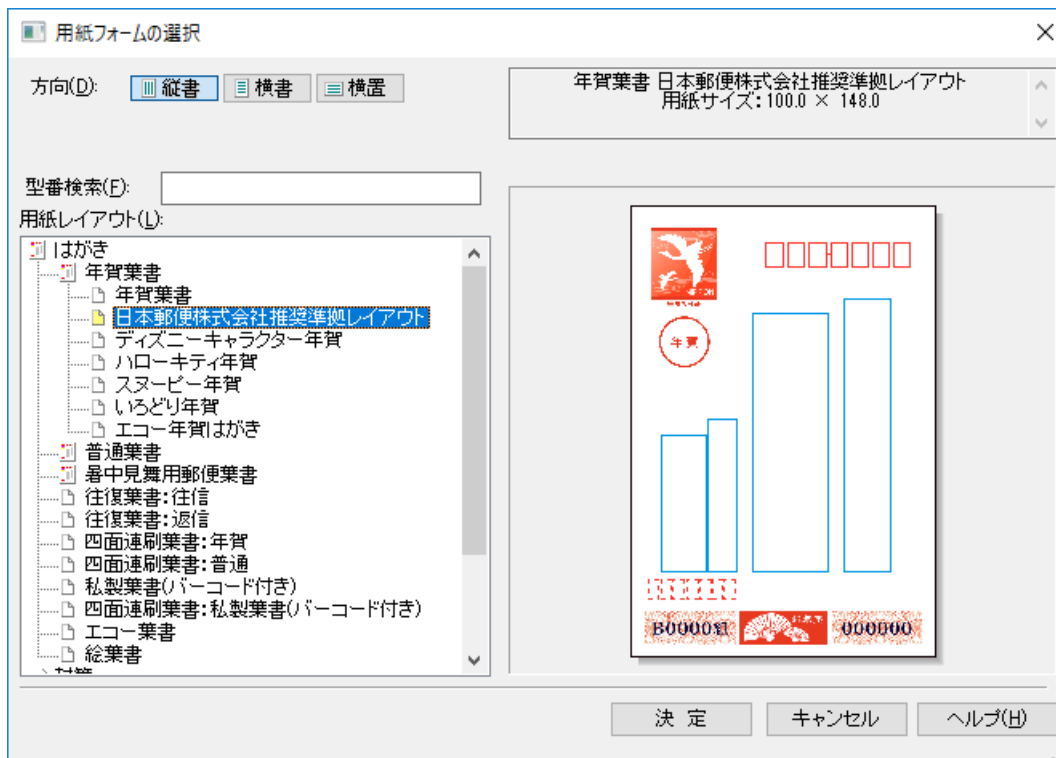 用紙フォームの選択
方向(D):
縦書
横書
横置
年賀葉書 日本郵便株式会社推奨準拠レイアウト
用紙サイズ:100.0 × 148.0
型番検索(F):
用紙レイアウト(L):
はがき
年賀葉書
年賀葉書
日本郵便株式会社推奨準拠レイアウト
ディズニーキャラクター年賀
ハローキティ年賀
スヌーピー年賀
いろどり年賀
エコー年賀はがき
普通葉書
暑中見舞用郵便葉書
往復葉書:往信
往復葉書:返信
四面連刷葉書:年賀
四面連刷葉書:普通
私製葉書(バーコード付き)
四面連刷葉書:私製葉書(バーコード付き)
エコー葉書
絵葉書
年賀
B0000組
000000
決 定
キャンセル
ヘルプ(H)